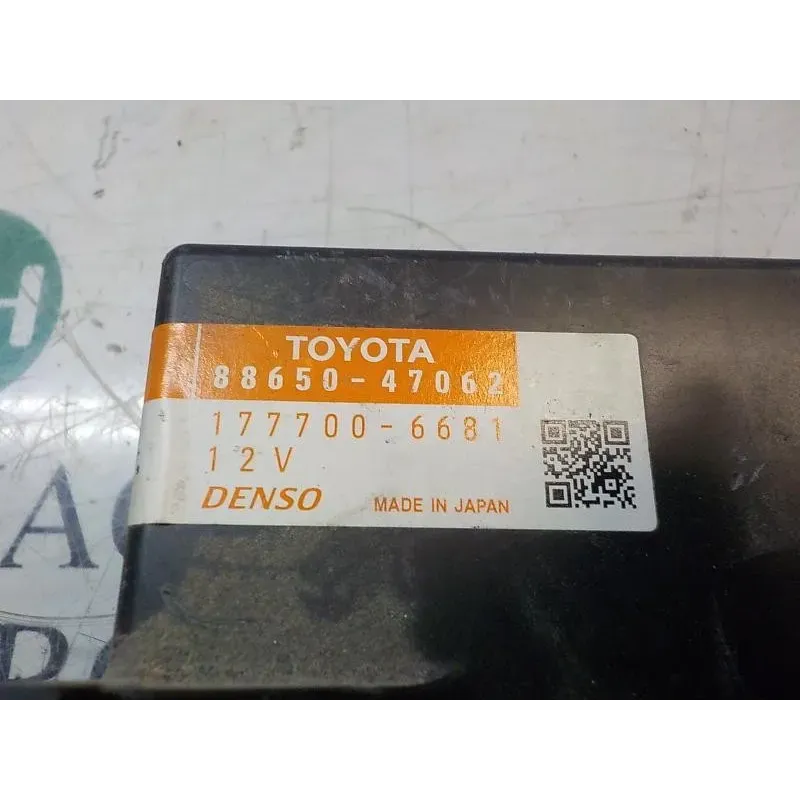 TOYOTA
88650-47062
177700-6681
12V
DENSO MADE IN JAPAN